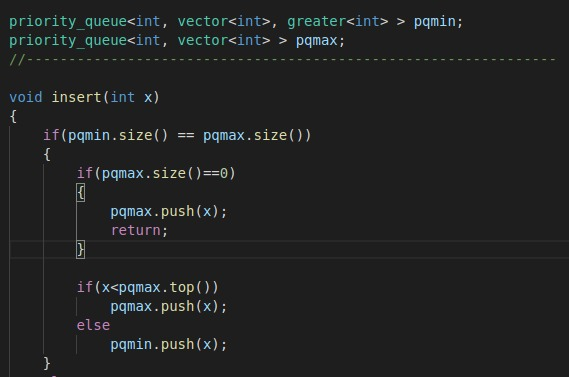 priority_queue<int, vector<int>, greater<int> > pqmin;
priority_queue<int, vector<int> > pqmax;
//---------------------------------------------------------------
void insert(int x)
{
    if(pqmin.size() == pqmax.size())
    {
        if(pqmax.size()==0)
        {
            pqmax.push(x);
            return;
        }
        if(x<pqmax.top())
            pqmax.push(x);
        else
            pqmin.push(x);
    }